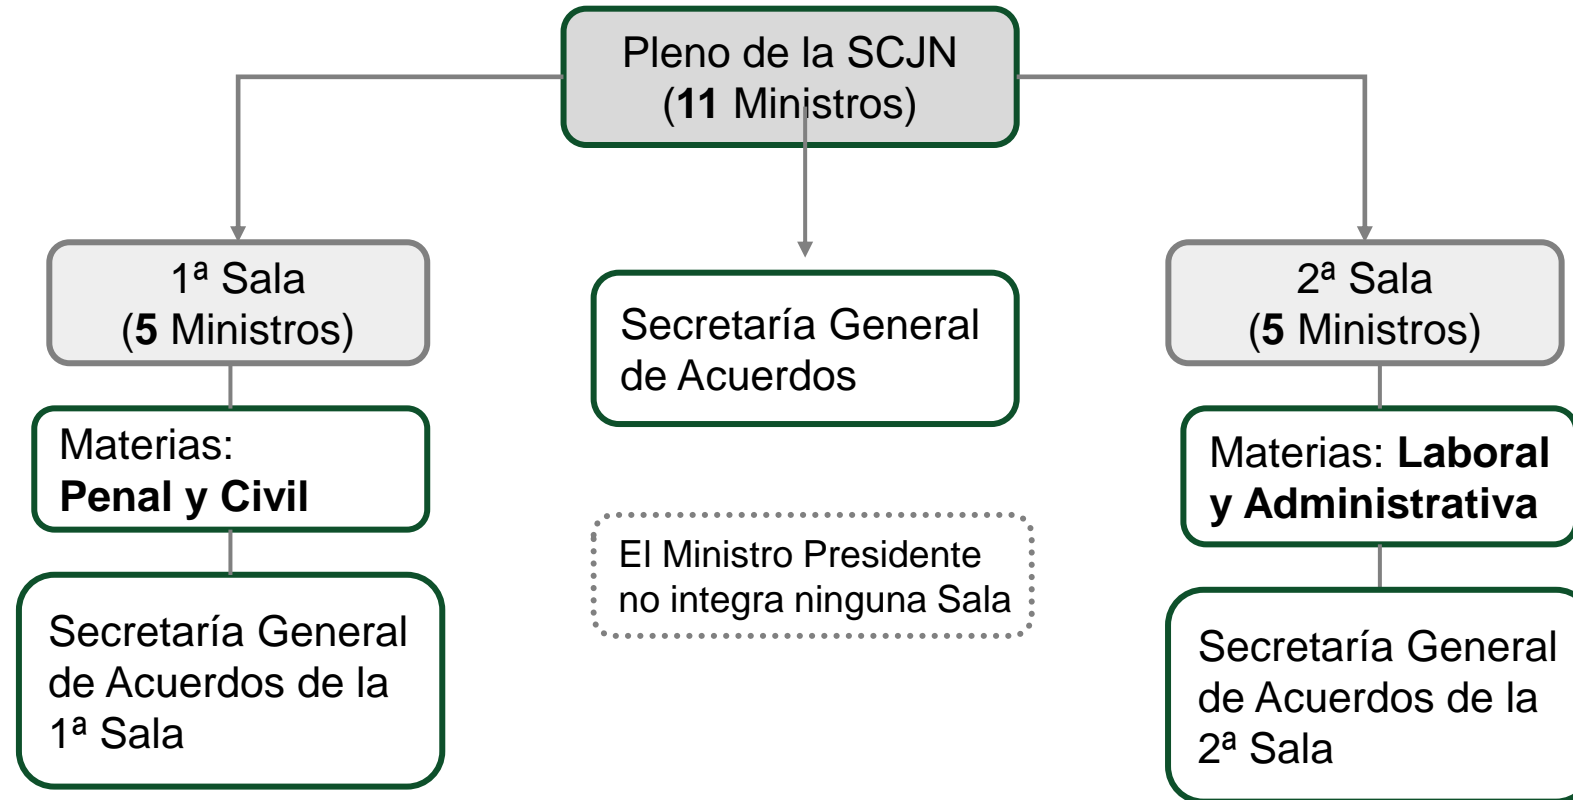 Pleno de la SCJN
(11 Ministros)
1ª Sala
(5 Ministros)
Materias:
Penal y Civil
Secretaría General
de Acuerdos de la
1ª Sala
Secretaría General
de Acuerdos
El Ministro Presidente
no integra ninguna Sala
2ª Sala
(5 Ministros)
Materias: Laboral
y Administrativa
Secretaría General
de Acuerdos de la
2ª Sala